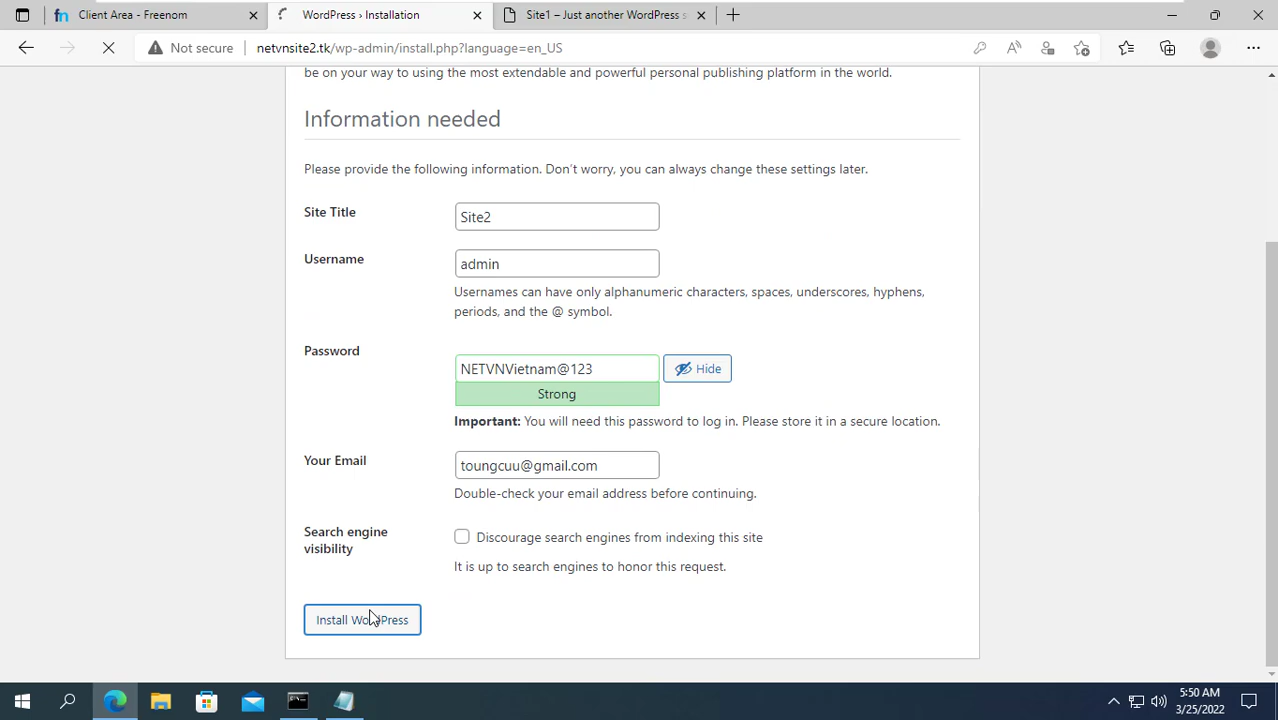 Client Area - Freenom
WordPress › Installation
Site1 – Just another WordPress s
Not secure
netvnsite2.tk/wp-admin/install.php?language=en_US
be on your way to using the most extendable and powerful personal publishing platform in the world.
Information needed
Please provide the following information. Don’t worry, you can always change these settings later.
Site Title
Site2
Username
admin
Usernames can have only alphanumeric characters, spaces, underscores, hyphens,
periods, and the @ symbol.
Password
NETVNVietnam@123
Hide
Strong
Important: You will need this password to log in. Please store it in a secure location.
Your Email
toungcuu@gmail.com
Double-check your email address before continuing.
Search engine
visibility
Discourage search engines from indexing this site
It is up to search engines to honor this request.
Install WordPress
5:50 AM
3/25/2022